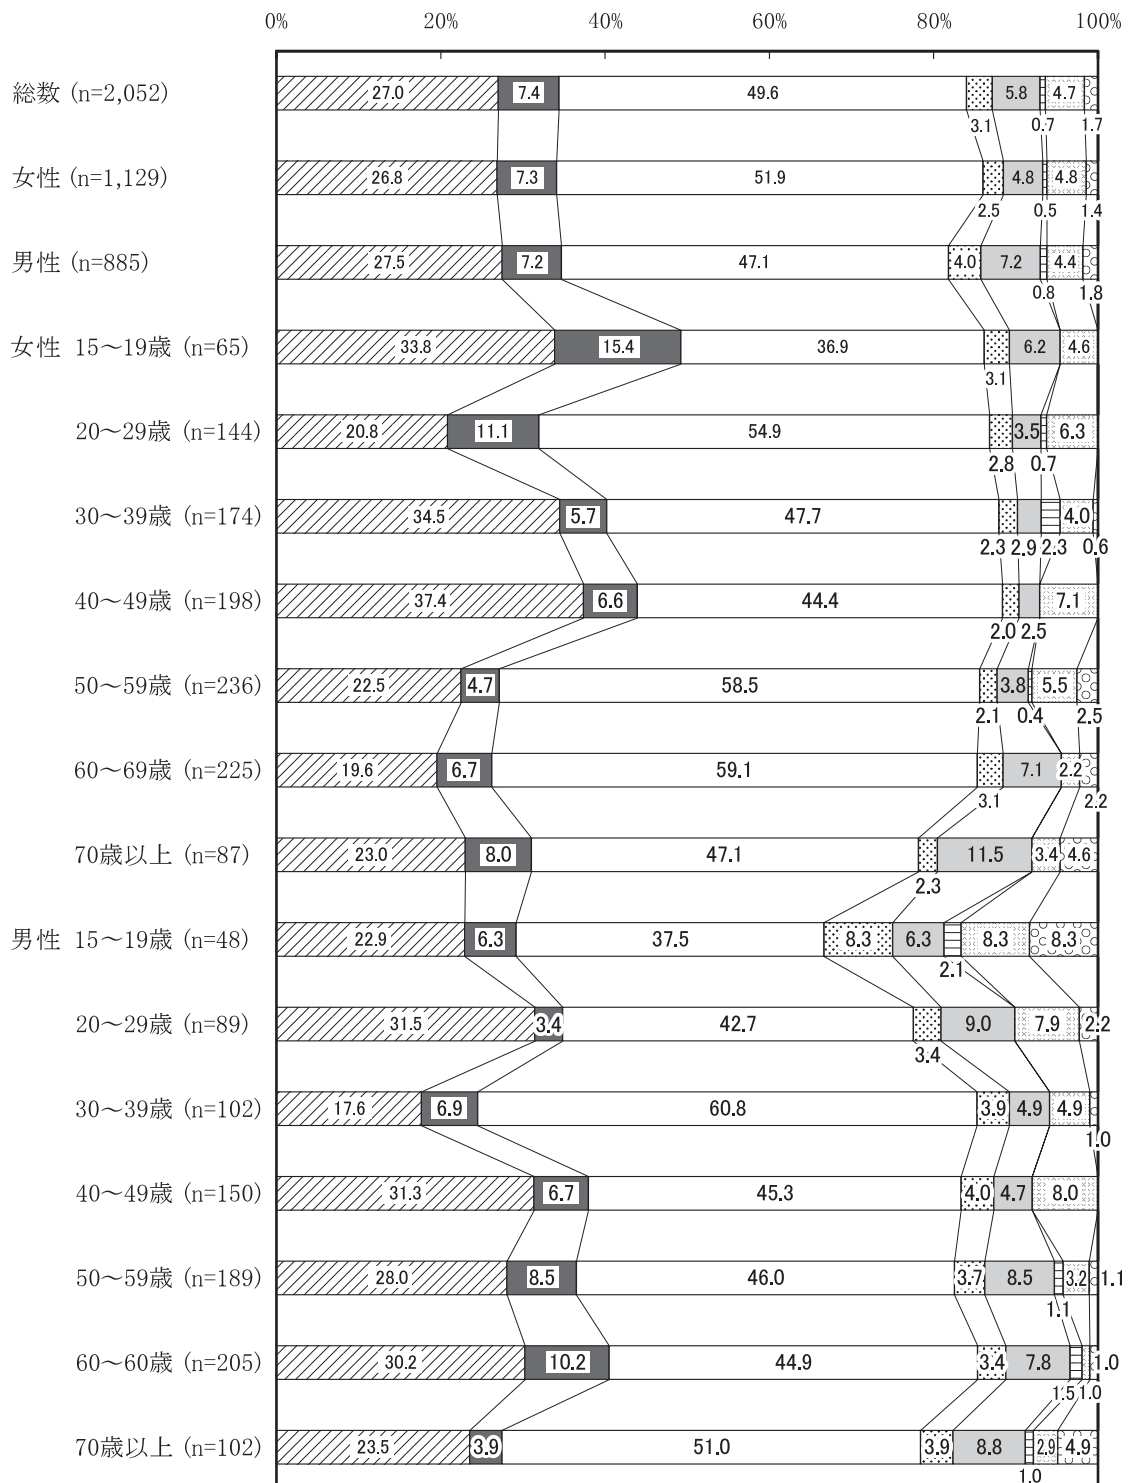 0% 20% 40% 60% 80% 100%
総数 (n=2,052) 27.0 7.4 49.6 5.8 4.7
3.1 0.7 1.7
女性 (n=1,129) 26.8 7.3 51.9 4.8 4.8
2.5 0.5 1.4
男性 (n=885) 27.5 7.2 47.1 4.0 7.2 4.4
0.8 1.8
女性 15～19歳 (n=65) 33.8 15.4 36.9 6.2 4.6
3.1
20～29歳 (n=144) 20.8 11.1 54.9 3.5 6.3
2.8 0.7
30～39歳 (n=174) 34.5 5.7 47.7 4.0
2.3 2.9 2.3 0.6
40～49歳 (n=198) 37.4 6.6 44.4 7.1
2.0 2.5
50～59歳 (n=236) 22.5 4.7 58.5 3.8 5.5
2.1 0.4 2.5
60～69歳 (n=225) 19.6 6.7 59.1 7.1 2.2
3.1 2.2
70歳以上 (n=87) 23.0 8.0 47.1 11.5 3.4 4.6
2.3
男性 15～19歳 (n=48) 22.9 6.3 37.5 8.3 6.3 8.3 8.3
2.1
20～29歳 (n=89) 31.5 3.4 42.7 9.0 7.9 2.2
3.4
30～39歳 (n=102) 17.6 6.9 60.8 3.9 4.9 4.9
1.0
40～49歳 (n=150) 31.3 6.7 45.3 4.0 4.7 8.0
50～59歳 (n=189) 28.0 8.5 46.0 3.7 8.5 3.2 1.1
1.1
60～60歳 (n=205) 30.2 10.2 44.9 3.4 7.8 1.0
1.5 1.0
70歳以上 (n=102) 23.5 3.9 51.0 3.9 8.8 2.9 4.9
1.0